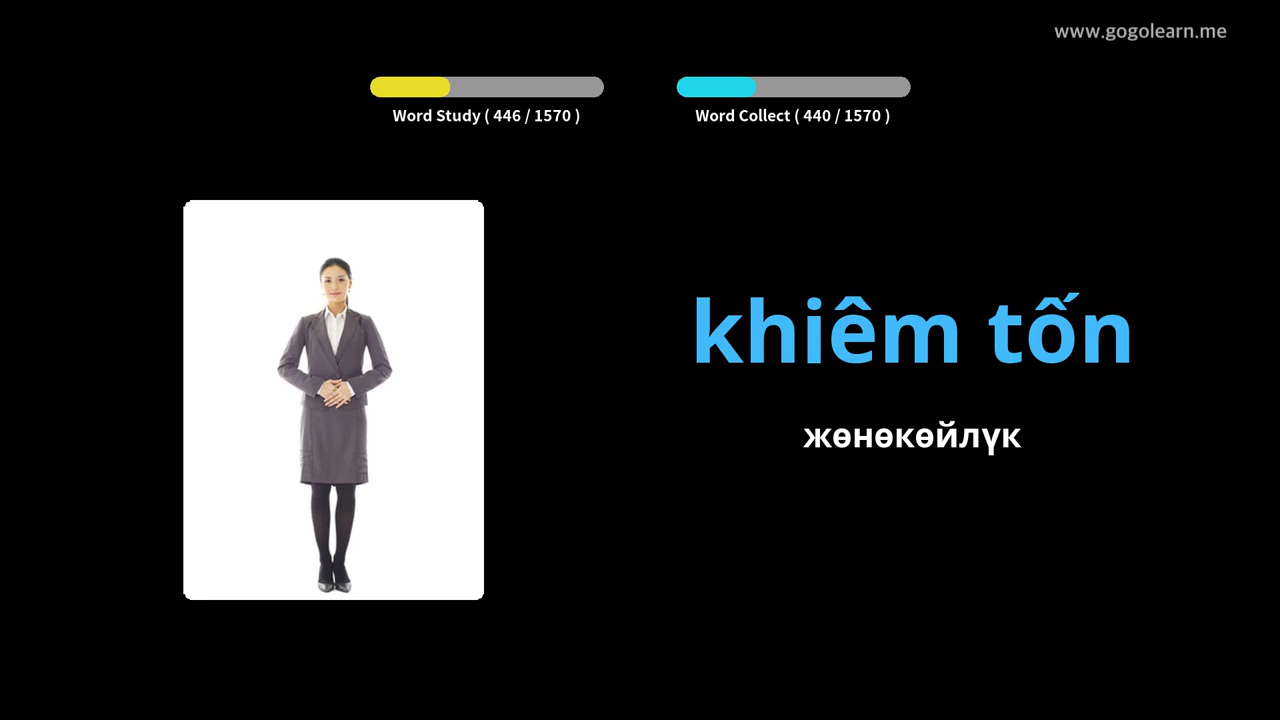 www.gogolearn.me
Word Study ( 446 / 1570 )
Word Collect ( 440 / 1570 )
khiêm tốn
жөнөкөйлүк